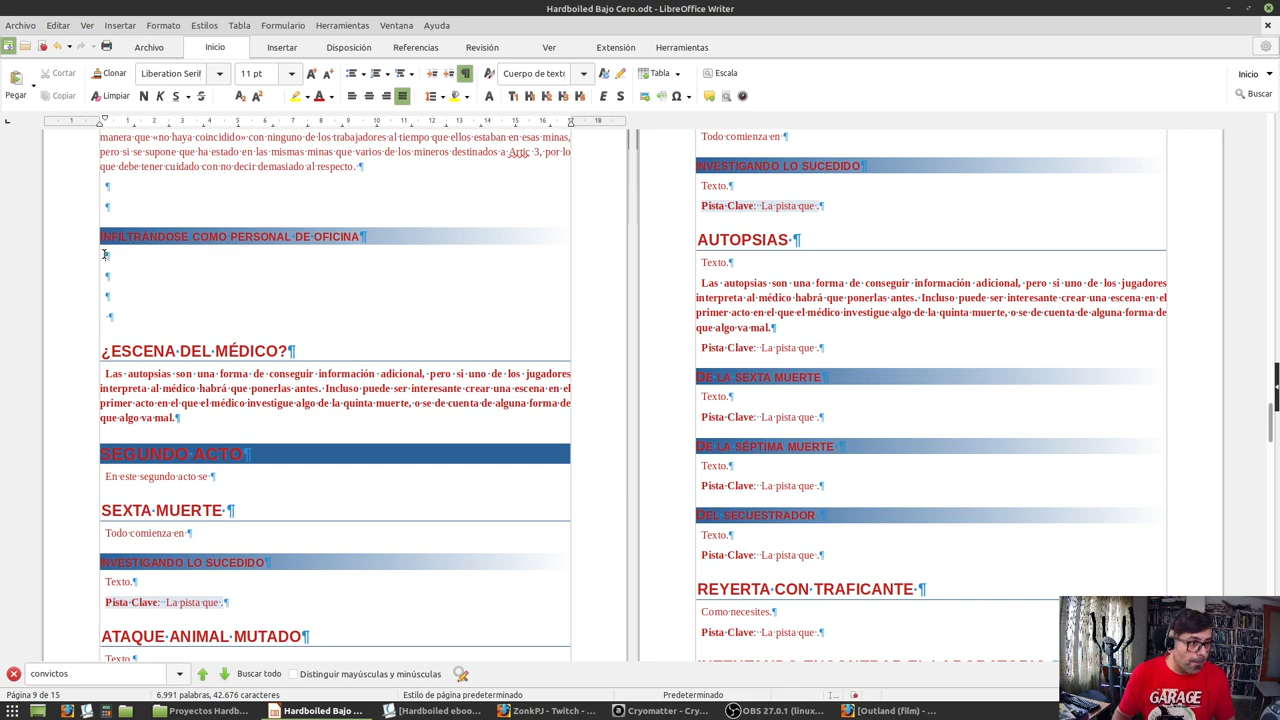 Hardboiled Bajo Cero.odt - LibreOffice Writer
Archivo Editar Ver Insertar Formato Estilos Tabla Formulario Herramientas Ventana Ayuda
Archivo Inicio Insertar Disposición Referencias Revisión Ver Extensión Herramientas
Cortar Clonar Liberation Serif 11 pt Cuerpo de texto Tabla Escala Inicio
Pegar Copiar Limpiar Buscar
manera que «no haya coincidido» con ninguno de los trabajadores al tiempo que ellos estaban en esas minas,
pero si se supone que ha estado en las mismas minas que varios de los mineros destinados a Artic 3, por lo
que debe tener cuidado con no decir demasiado al respecto. ¶
¶
¶
INFILTRÁNDOSE COMO PERSONAL DE OFICINA¶
¶
¶
¶
¶
¿ESCENA DEL MÉDICO?¶
Las autopsias son una forma de conseguir información adicional, pero si uno de los jugadores
interpreta al médico habrá que ponerlas antes. Incluso puede ser interesante crear una escena en el
primer acto en el que el médico investigue algo de la quinta muerte, o se de cuenta de alguna forma de
que algo va mal.¶
SEGUNDO ACTO¶
En este segundo acto se ¶
SEXTA MUERTE ¶
Todo comienza en ¶
INVESTIGANDO LO SUCEDIDO¶
Texto.¶
Pista Clave: La pista que .¶
ATAQUE ANIMAL MUTADO¶
Texto.
Todo comienza en ¶
INVESTIGANDO LO SUCEDIDO¶
Texto.¶
Pista Clave: La pista que .¶
AUTOPSIAS ¶
Texto.¶
Las autopsias son una forma de conseguir información adicional, pero si uno de los jugadores
interpreta al médico habrá que ponerlas antes. Incluso puede ser interesante crear una escena en el
primer acto en el que el médico investigue algo de la quinta muerte, o se de cuenta de alguna forma de
que algo va mal.¶
Pista Clave: La pista que .¶
DE LA SEXTA MUERTE¶
Texto.¶
Pista Clave: La pista que .¶
DE LA SÉPTIMA MUERTE ¶
Texto.¶
Pista Clave: La pista que .¶
DEL SECUESTRADOR ¶
Texto.¶
Pista Clave: La pista que .¶
REYERTA CON TRAFICANTE ¶
Como necesites.¶
Pista Clave: La pista que .¶
convictos Buscar todo Distinguir mayúsculas y minúsculas
Página 9 de 15 6.991 palabras, 42.676 caracteres Estilo de página predeterminado Predeterminado
Proyectos Hardb... Hardboiled Bajo ... [Hardboiled eboo... ZonkPJ - Twitch - ... Cryomatter - Cry... OBS 27.0.1 (linux... [Outland (film) - ...
GARAGE